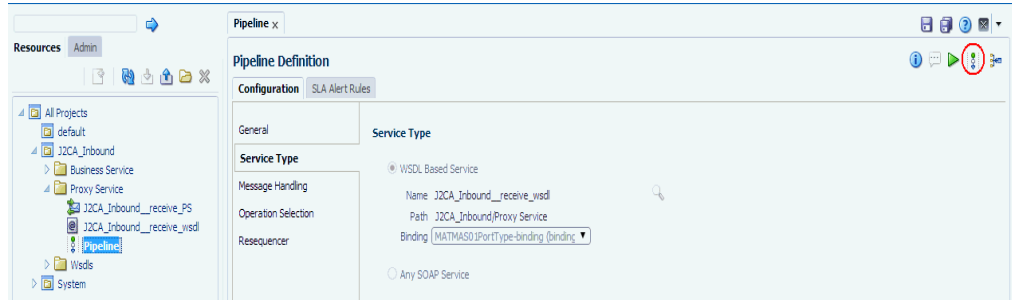 Pipeline x
Resources Admin
Pipeline Definition
Configuration SLA Alert Rules
All Projects
default
J2CA_Inbound
Business Service
Proxy Service
J2CA_Inbound__receive_PS
J2CA_Inbound__receive_wsdl
Pipeline
Wsdls
System
General
Service Type
Message Handling
Operation Selection
Resequencer
Service Type
WSDL Based Service
Name J2CA_Inbound__receive_wsdl
Path J2CA_Inbound/Proxy Service
Binding MATMAS01PortType-binding (binding
Any SOAP Service